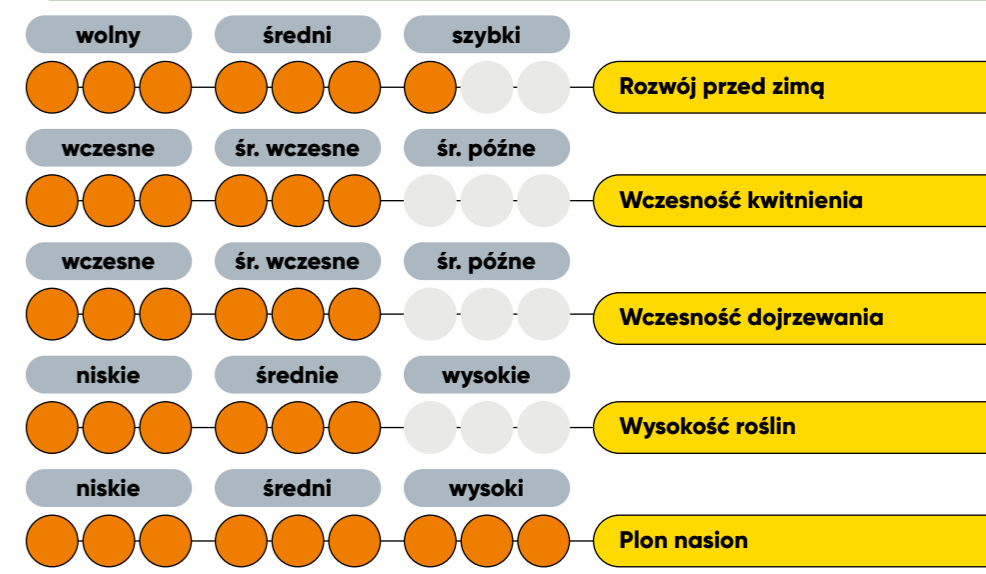 wolny średni szybki
Rozwój przed zimą
wczesne śr. wczesne śr. późne
Wczesność kwitnienia
wczesne śr. wczesne śr. późne
Wczesność dojrzewania
niskie średnie wysokie
Wysokość roślin
niskie średni wysoki
Plon nasion